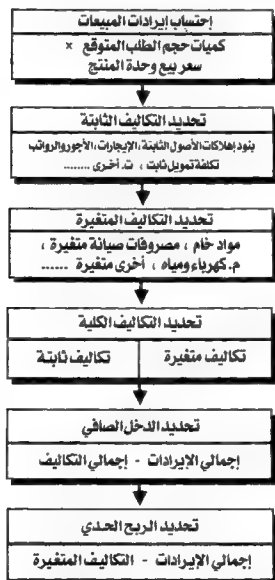 إحتساب إيرادات المبيعات
كميات حجم الطلب المتوقع ×
سعر بيع وحدة المنتج
تحديد التكاليف الثابتة
بنود إهلاكات الأصول الثابتة، الإيجارات، الأجور والرواتب
تكلفة تمويل ثابت ، ت. أخرى ........
تحديد التكاليف المتغيرة
مواد خام ، مصروفات صيانة متغيرة ،
م. كهرباء ومياه ، أخرى متغيرة ......
تحديد التكاليف الكلية
تكاليف متغيرة
تكاليف ثابتة
تحديد الدخل الصافي
إجمالي الإيرادات - إجمالي التكاليف
تحديد الربح الحدي
إجمالي الإيرادات - التكاليف المتغيرة